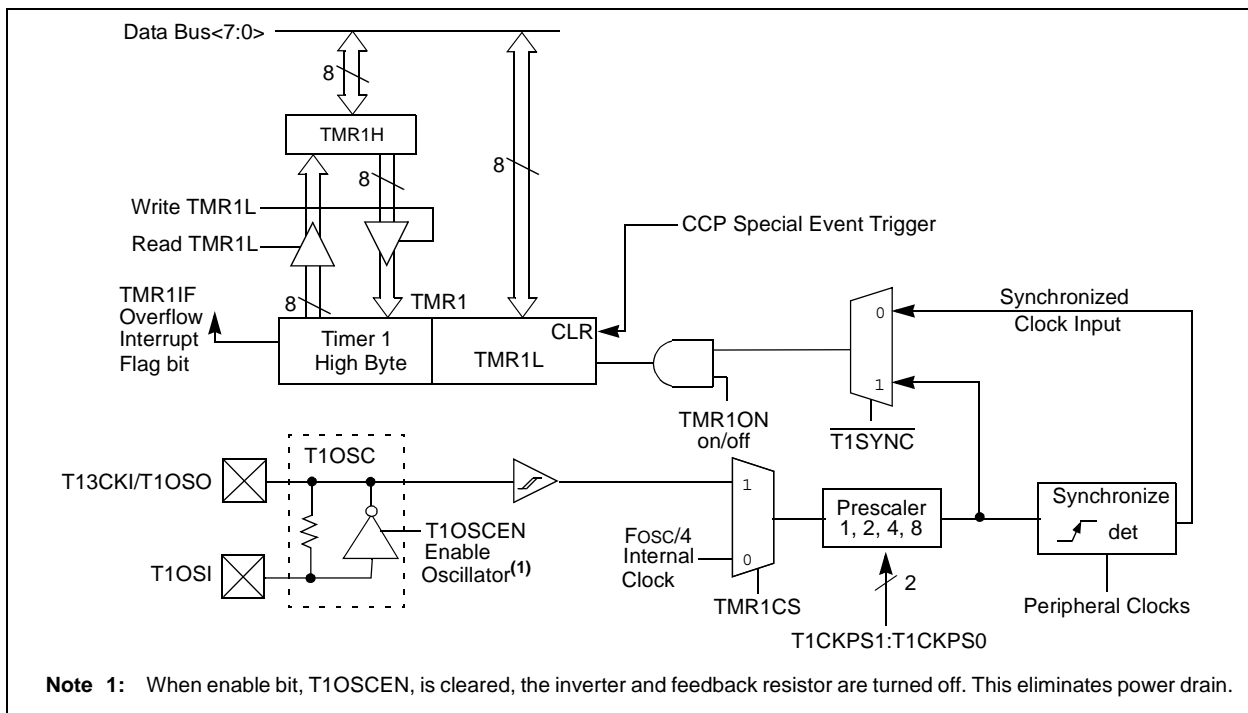 Data Bus<7:0>
8
TMR1H
8
8
Write TMR1L
CCP Special Event Trigger
Read TMR1L
8
TMR1
TMR1IF
Overflow
Interrupt
Flag bit
Timer 1
High Byte
CLR
TMR1L
0
1
Synchronized
Clock Input
TMR1ON
on/off
T1SYNC
T1OSC
T13CKI/T1OSO
1
Prescaler
1, 2, 4, 8
Synchronize
det
T1OSCEN
Enable
Oscillator(1)
FOSC/4
Internal
Clock
0
T1OSI
2
TMR1CS
Peripheral Clocks
T1CKPS1:T1CKPS0
Note 1: When enable bit, T1OSCEN, is cleared, the inverter and feedback resistor are turned off. This eliminates power drain.